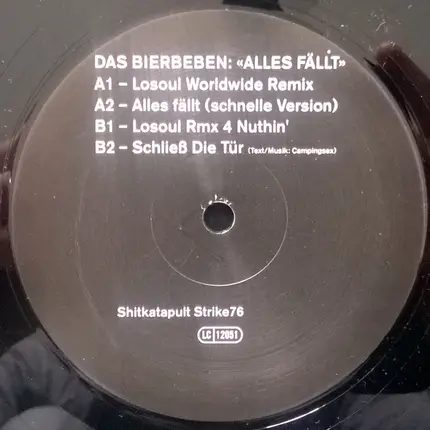 DAS BIERBEBEN: «ALLES FÄLLT»
A1 – Losoul Worldwide Remix
A2 – Alles fällt (schnelle Version)
B1 – Losoul Rmx 4 Nuthin'
B2 – Schließ Die Tür (Text/Musik: Campingsex)
Shitkatapult Strike76
LC 12051